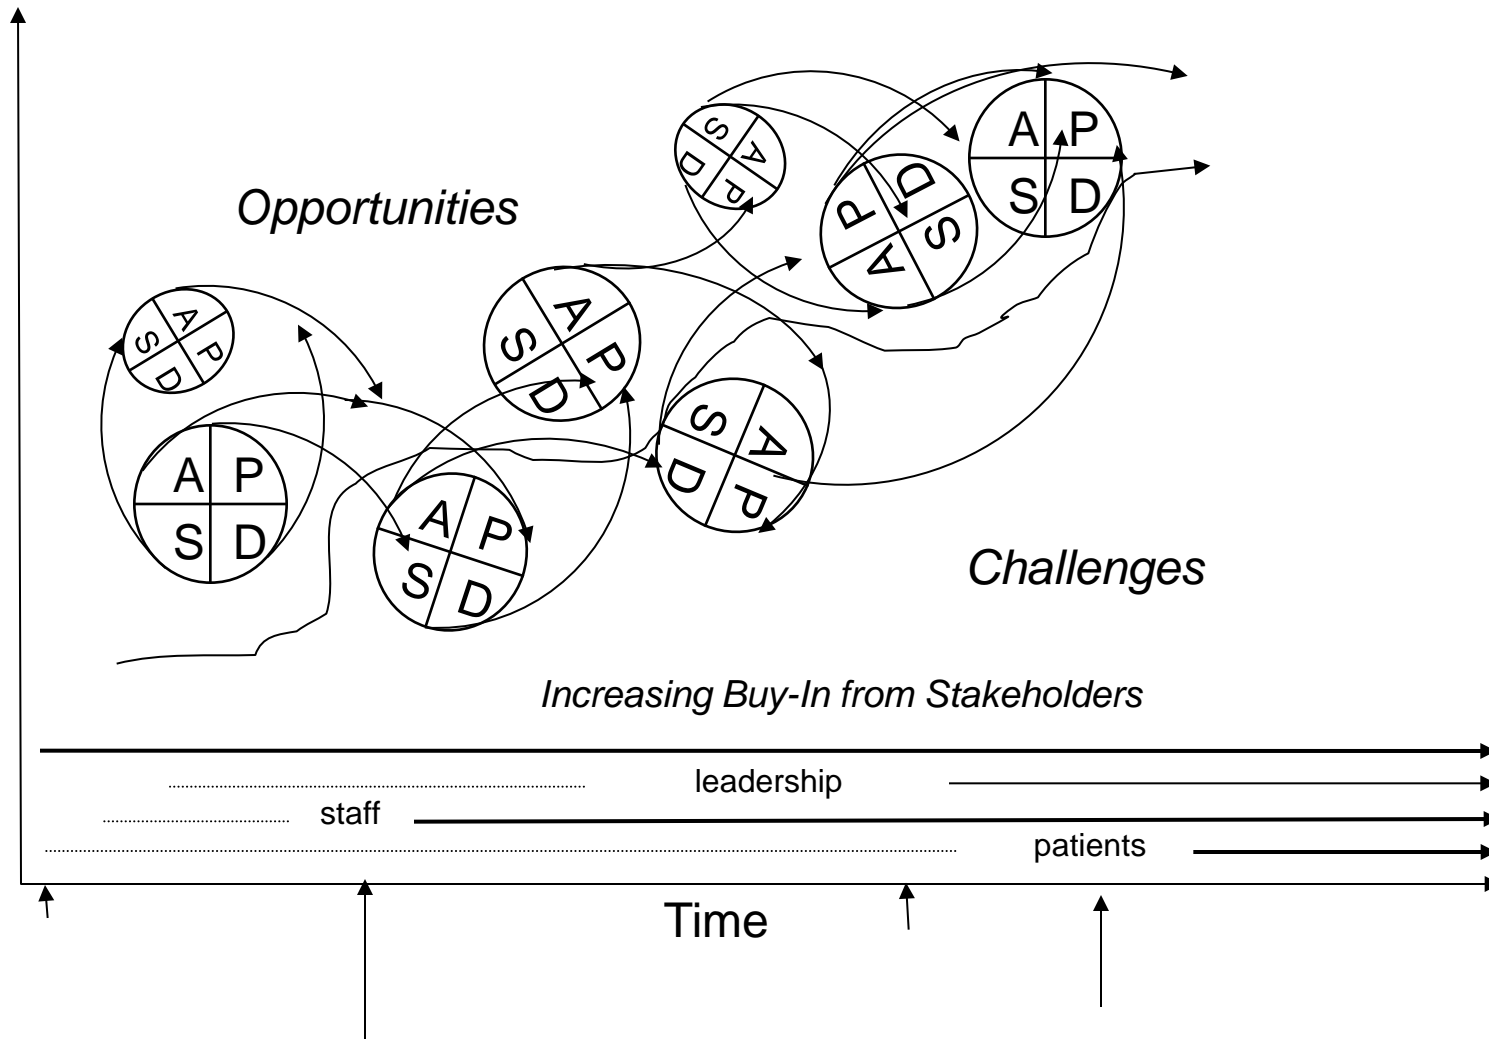 Opportunities
S A
D P
P D
A S
A P
S D
A P
S D
A P
S D
S A
D P
A P
S D
A P
S D
Challenges
Increasing Buy-In from Stakeholders
leadership
staff
patients
Time